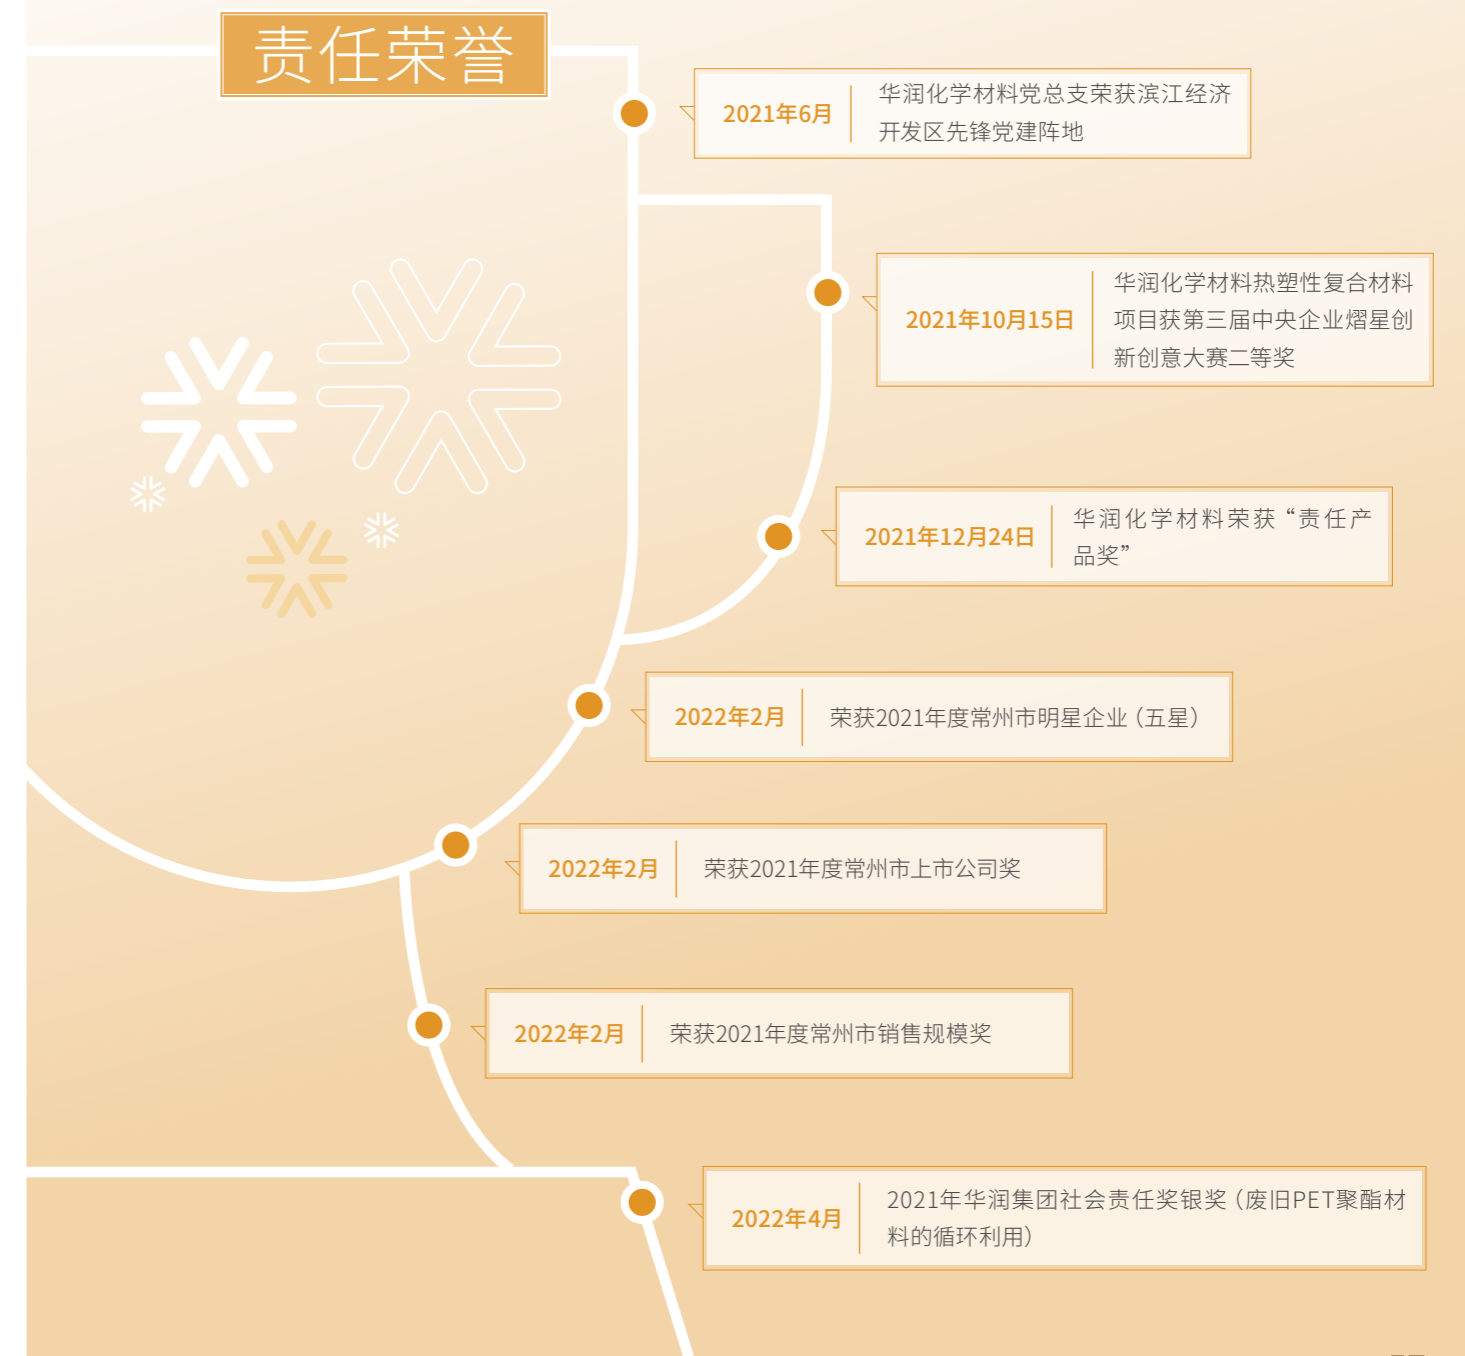 责任荣誉
2021年6月
华润化学材料党总支荣获滨江经济
开发区先锋党建阵地
2021年10月15日
华润化学材料热塑性复合材料
项目获第三届中央企业熠星创
新创意大赛二等奖
2021年12月24日
华润化学材料荣获“责任产
品奖”
2022年2月
荣获2021年度常州市明星企业（五星）
2022年2月
荣获2021年度常州市上市公司奖
2022年2月
荣获2021年度常州市销售规模奖
2022年4月
2021年华润集团社会责任奖银奖（废旧PET聚酯材
料的循环利用）